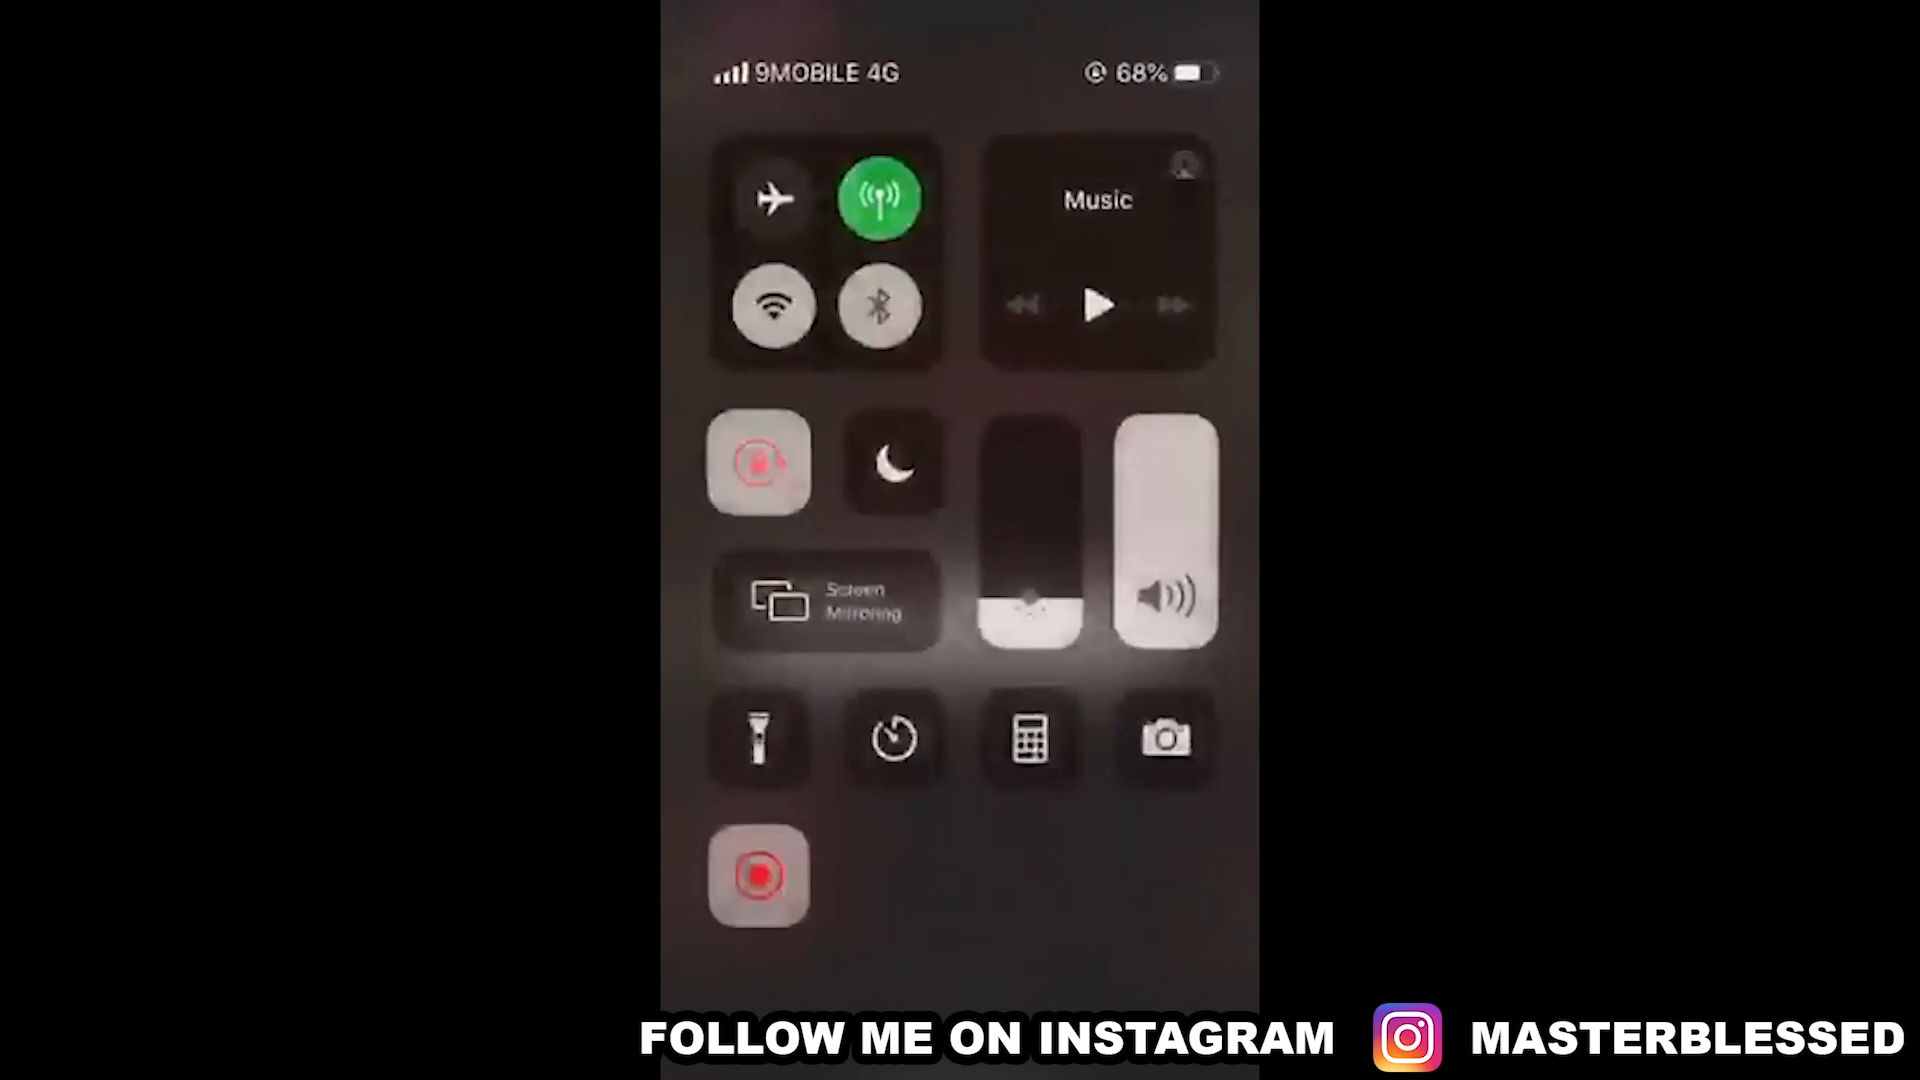 9MOBILE 4G
68%
Music
Screen
Mirroring
FOLLOW ME ON INSTAGRAM MASTERBLESSED